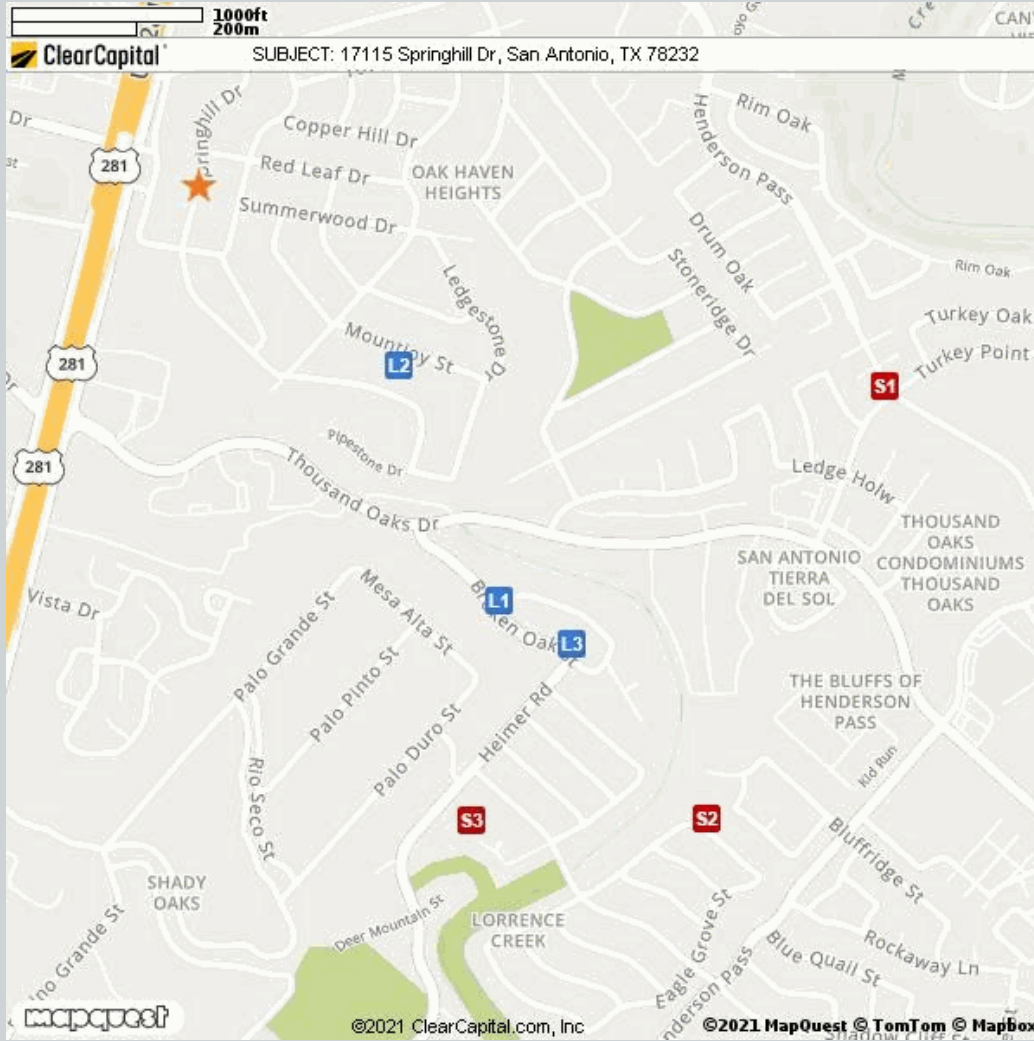 1000ft
200m
ClearCapital
SUBJECT: 17115 Springhill Dr, San Antonio, TX 78232
Dr
281
pringhill Dr
Copper Hill Dr
Red Leaf Dr
Summerwood Dr
OAK HAVEN
HEIGHTS
Henderson Pass
Rim Oak
Drum Oak
Stoneridge Dr
Rim Oak
Turkey Oak
Turkey Point
Ledgestone Dr
Mountjoy St
L2
281
S1
281
Pipestone Dr
Thousand Oaks Dr
Ledge Holw
THOUSAND
OAKS
CONDOMINIUMS
THOUSAND
OAKS
SAN ANTONIO
TIERRA
DEL SOL
Vista Dr
Mesa Alta St
L1
L3
Palo Grande St
Palo Pinto St
Palo Duro St
Heimer Rd
THE BLUFFS OF
HENDERSON
PASS
Kid Run
Rio Seco St
S3
S2
Bluffridge St
SHADY
OAKS
Deer Mountain St
LORRENCE
CREEK
Eagle Grove St
Blue Quail St
Rockaway Ln
no Grande St
nderson Pass
mapquest
©2021 ClearCapital.com, Inc
©2021 MapQuest © TomTom © Mapbox